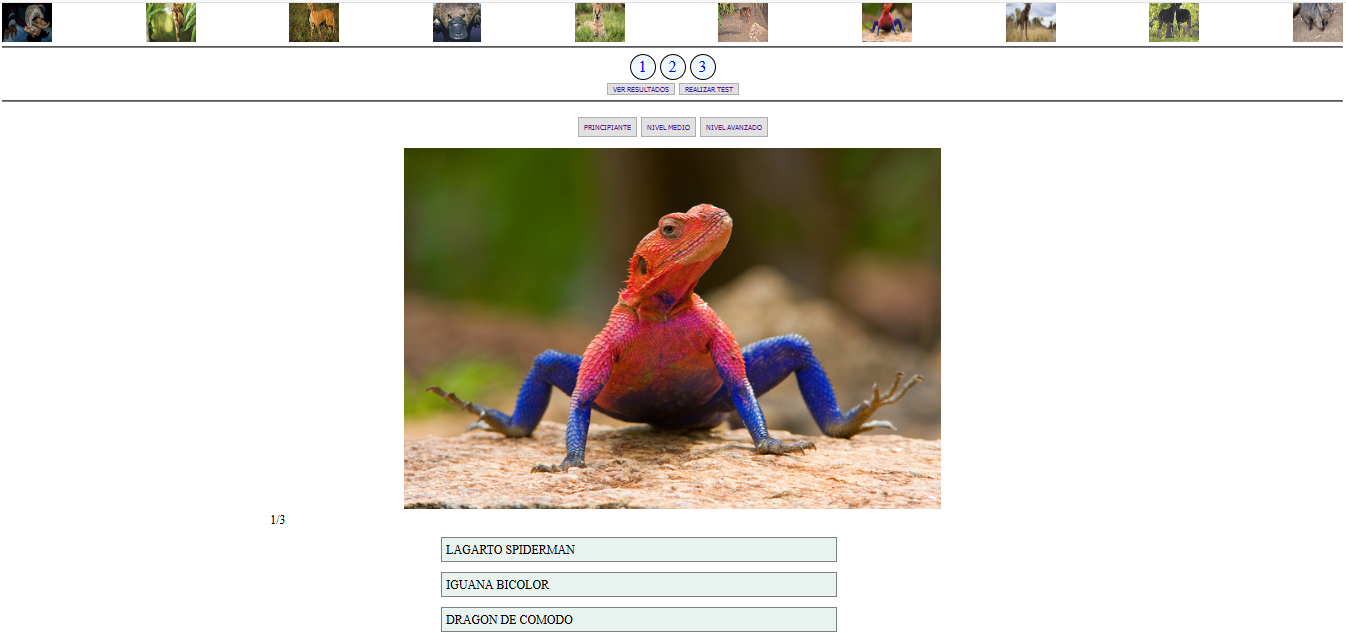 1 2 3
VER RESULTADOS REALIZAR TEST
PRINCIPIANTE NIVEL MEDIO NIVEL AVANZADO
1/3
LAGARTO SPIDERMAN
IGUANA BICOLOR
DRAGON DE COMODO